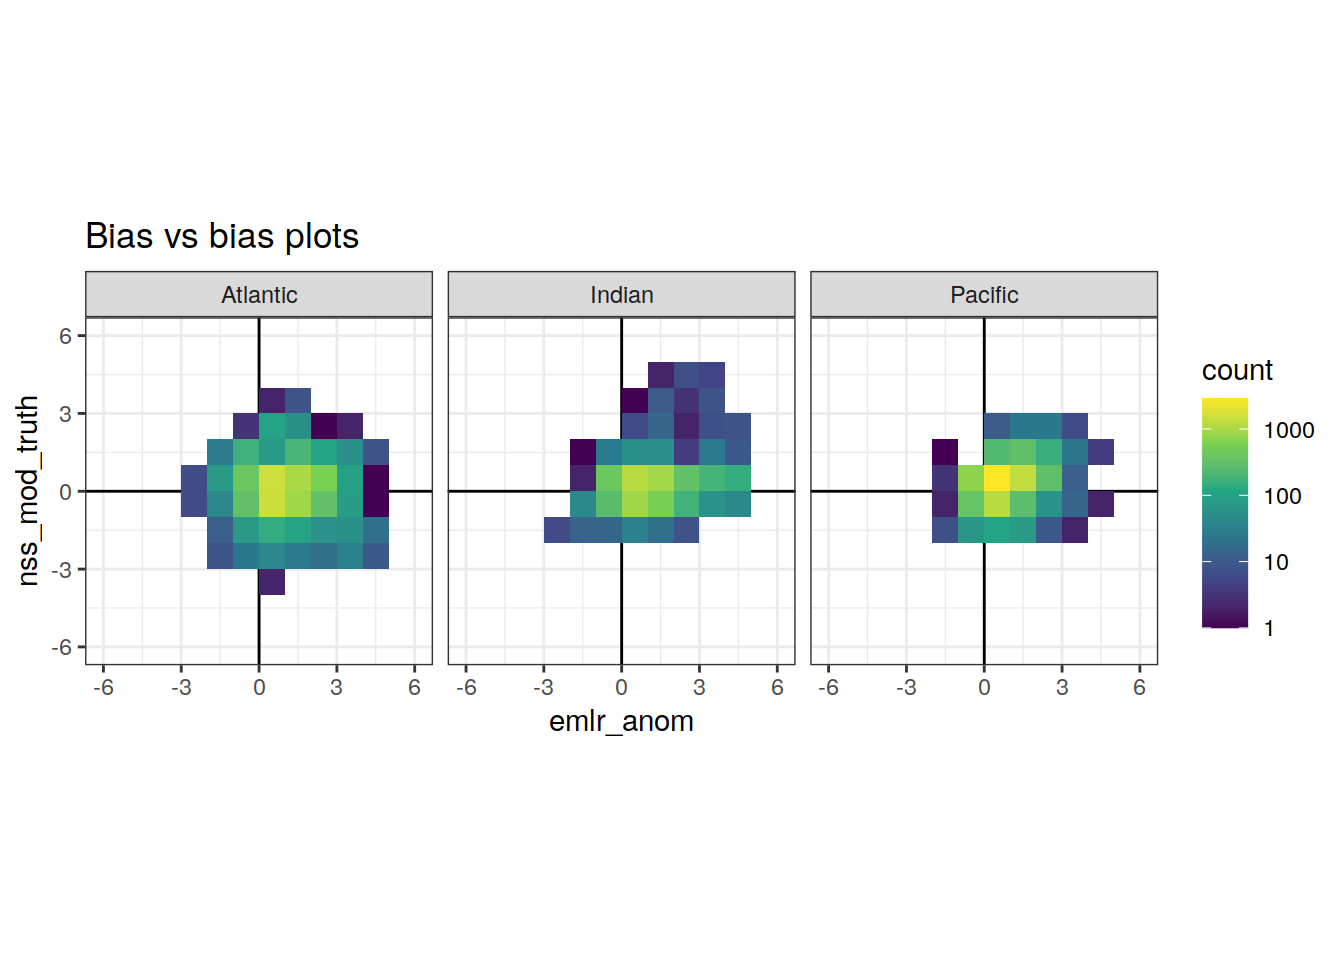 Bias vs bias plots
Atlantic
Indian
Pacific
6
3
0
-3
-6
nss_mod_truth
-6 -3 0 3 6
-6 -3 0 3 6
-6 -3 0 3 6
emlr_anom
count
1000
100
10
1